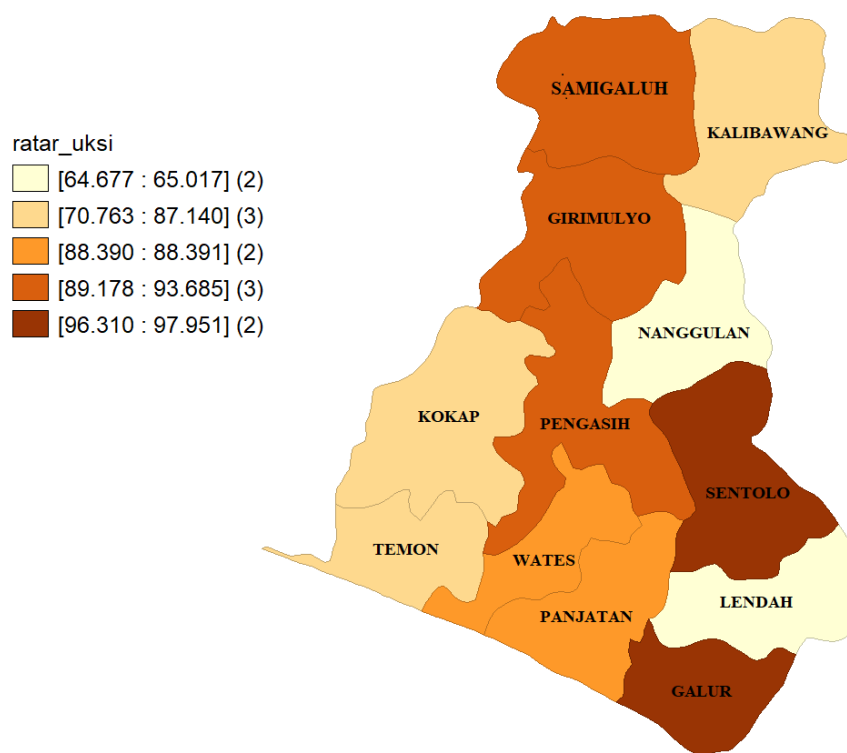 ratar_uksi
[64.677 : 65.017] (2)
[70.763 : 87.140] (3)
[88.390 : 88.391] (2)
[89.178 : 93.685] (3)
[96.310 : 97.951] (2)
SAMIGALUH
KALIBAWANG
GIRIMULYO
NANGGULAN
KOKAP
PENGASIH
SENTOLO
TEMON
WATES
LENDAH
PANJATAN
GALUR